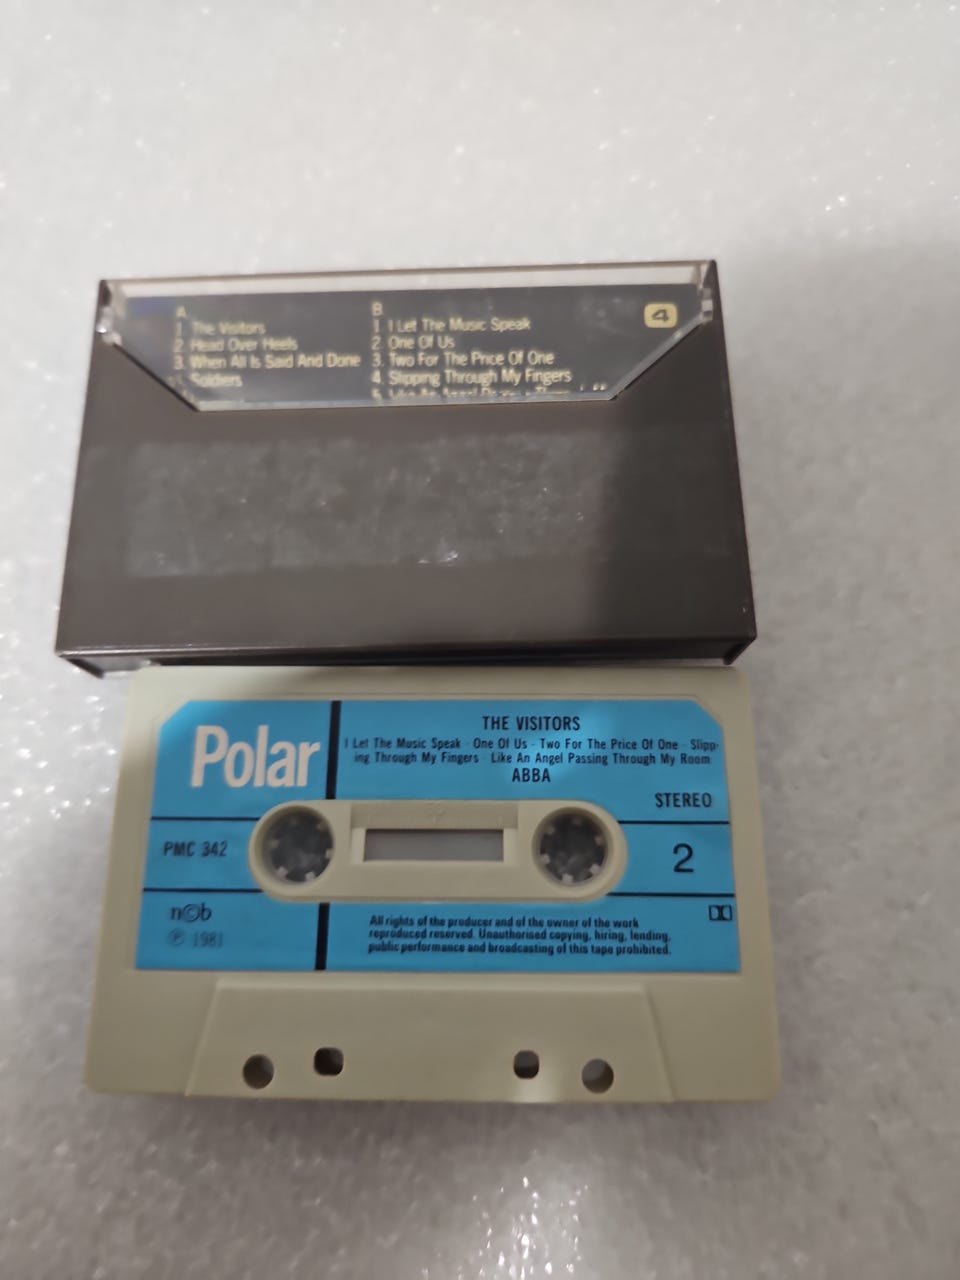 A
1. The Visitors
2. Head Over Heels
3. When All Is Said And Done
Soldiers
B
1. I Let The Music Speak
2. One Of Us
3. Two For The Price Of One
4. Slipping Through My Fingers
5. Like An Angel
4
Polar
THE VISITORS
I Let The Music Speak · One Of Us · Two For The Price Of One · Slipp-
ing Through My Fingers · Like An Angel Passing Through My Room
ABBA
STEREO
PMC 342
2
n©b
℗ 1981
All rights of the producer and of the owner of the work
reproduced reserved. Unauthorised copying, hiring, lending,
public performance and broadcasting of this tape prohibited.